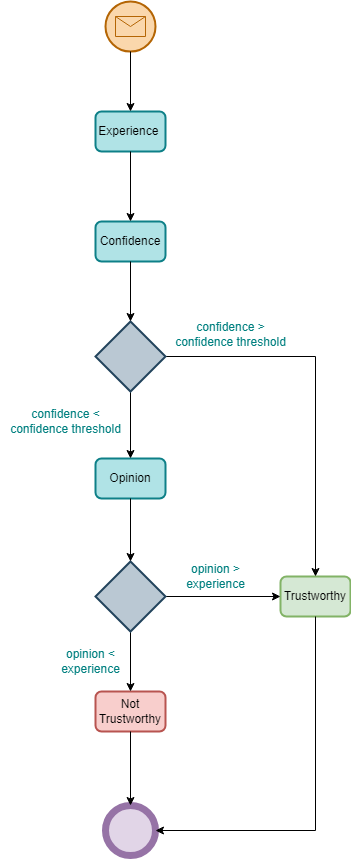 Experience
Confidence
confidence >
confidence threshold
confidence <
confidence threshold
Opinion
opinion >
experience
Trustworthy
opinion <
experience
Not
Trustworthy